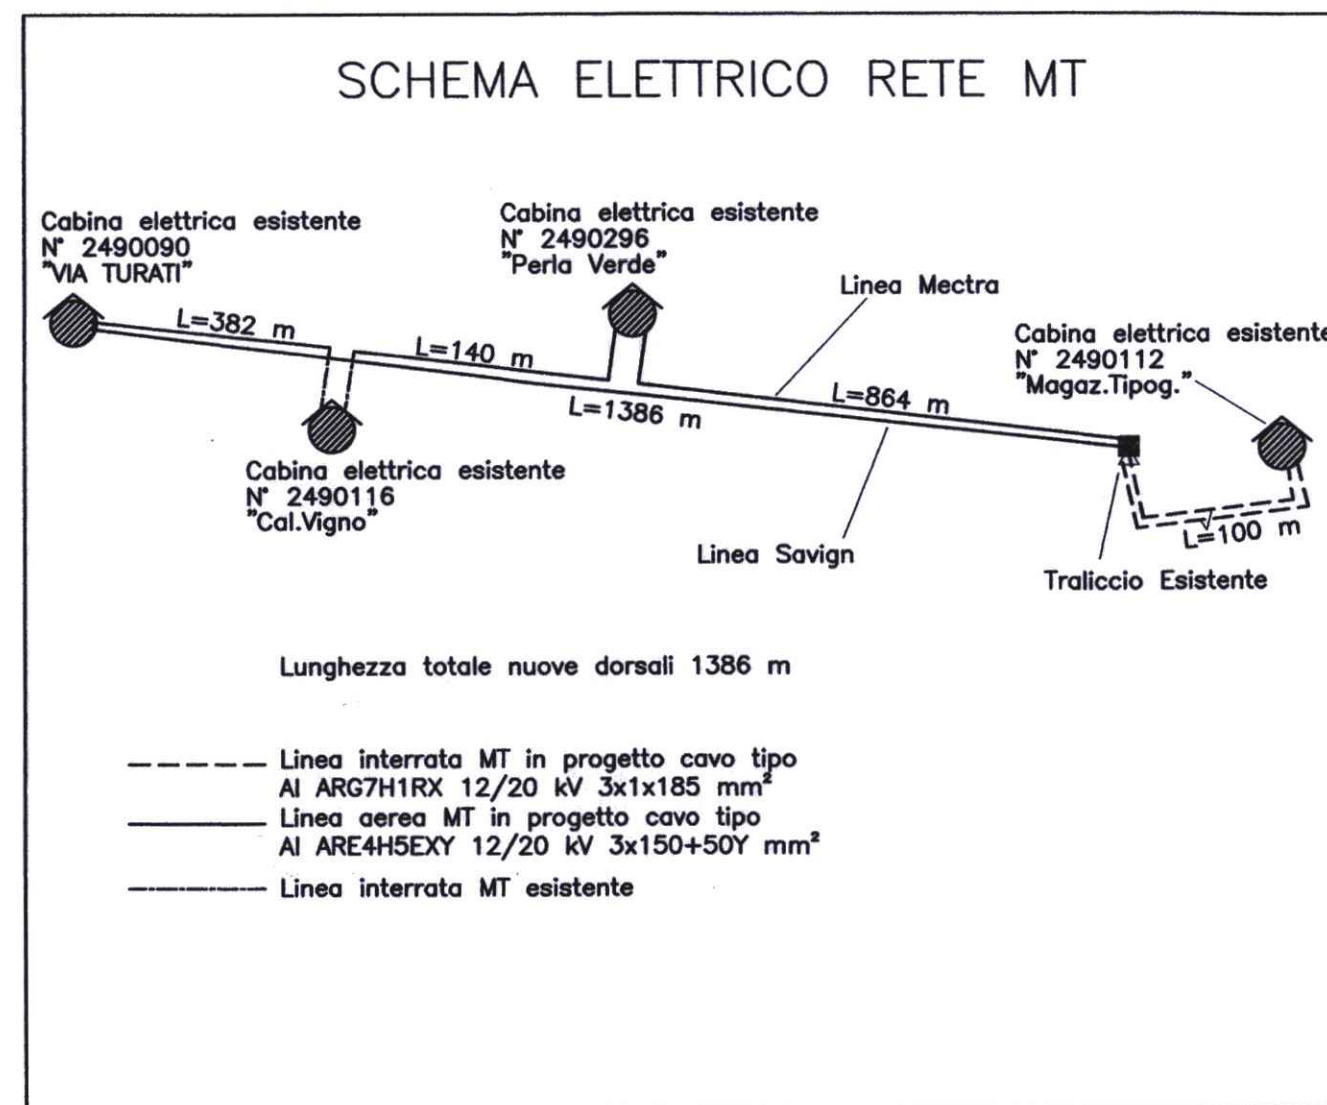 SCHEMA ELETTRICO RETE MT
Cabina elettrica esistente
N° 2490090
"VIA TURATI"
Cabina elettrica esistente
N° 2490296
"Perla Verde"
Linea Mectra
Cabina elettrica esistente
N° 2490112
"Magaz.Tipog."
L=382 m
L=140 m
L=1386 m
L=864 m
Cabina elettrica esistente
N° 2490116
"Cal.Vigno"
Linea Savign
L=100 m
Traliccio Esistente
Lunghezza totale nuove dorsali 1386 m
Linea interrata MT in progetto cavo tipo
Al ARG7H1RX 12/20 kV 3x1x185 mm²
Linea aerea MT in progetto cavo tipo
Al ARE4H5EXY 12/20 kV 3x150+50Y mm²
Linea interrata MT esistente